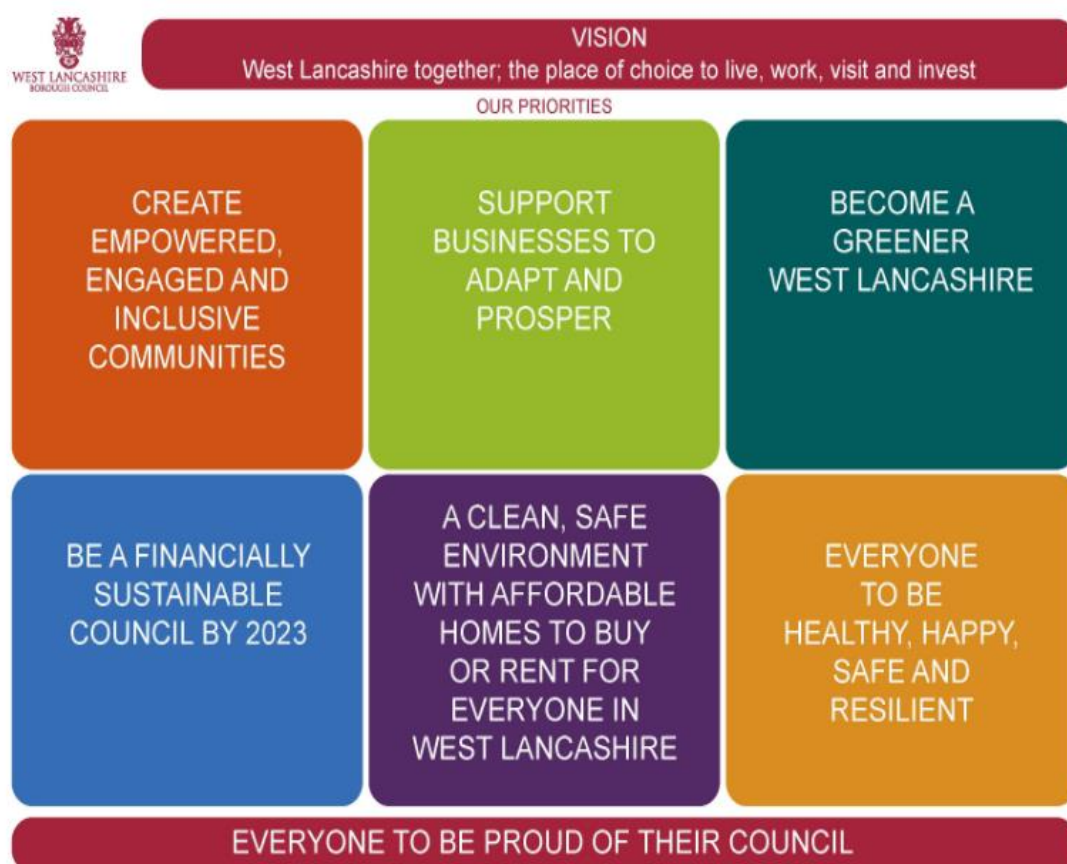 WEST LANCASHIRE
BOROUGH COUNCIL
VISION
West Lancashire together; the place of choice to live, work, visit and invest
OUR PRIORITIES
CREATE
EMPOWERED,
ENGAGED AND
INCLUSIVE
COMMUNITIES
SUPPORT
BUSINESSES TO
ADAPT AND
PROSPER
BECOME A
GREENER
WEST LANCASHIRE
BE A FINANCIALLY
SUSTAINABLE
COUNCIL BY 2023
A CLEAN, SAFE
ENVIRONMENT
WITH AFFORDABLE
HOMES TO BUY
OR RENT FOR
EVERYONE IN
WEST LANCASHIRE
EVERYONE
TO BE
HEALTHY, HAPPY,
SAFE AND
RESILIENT
EVERYONE TO BE PROUD OF THEIR COUNCIL